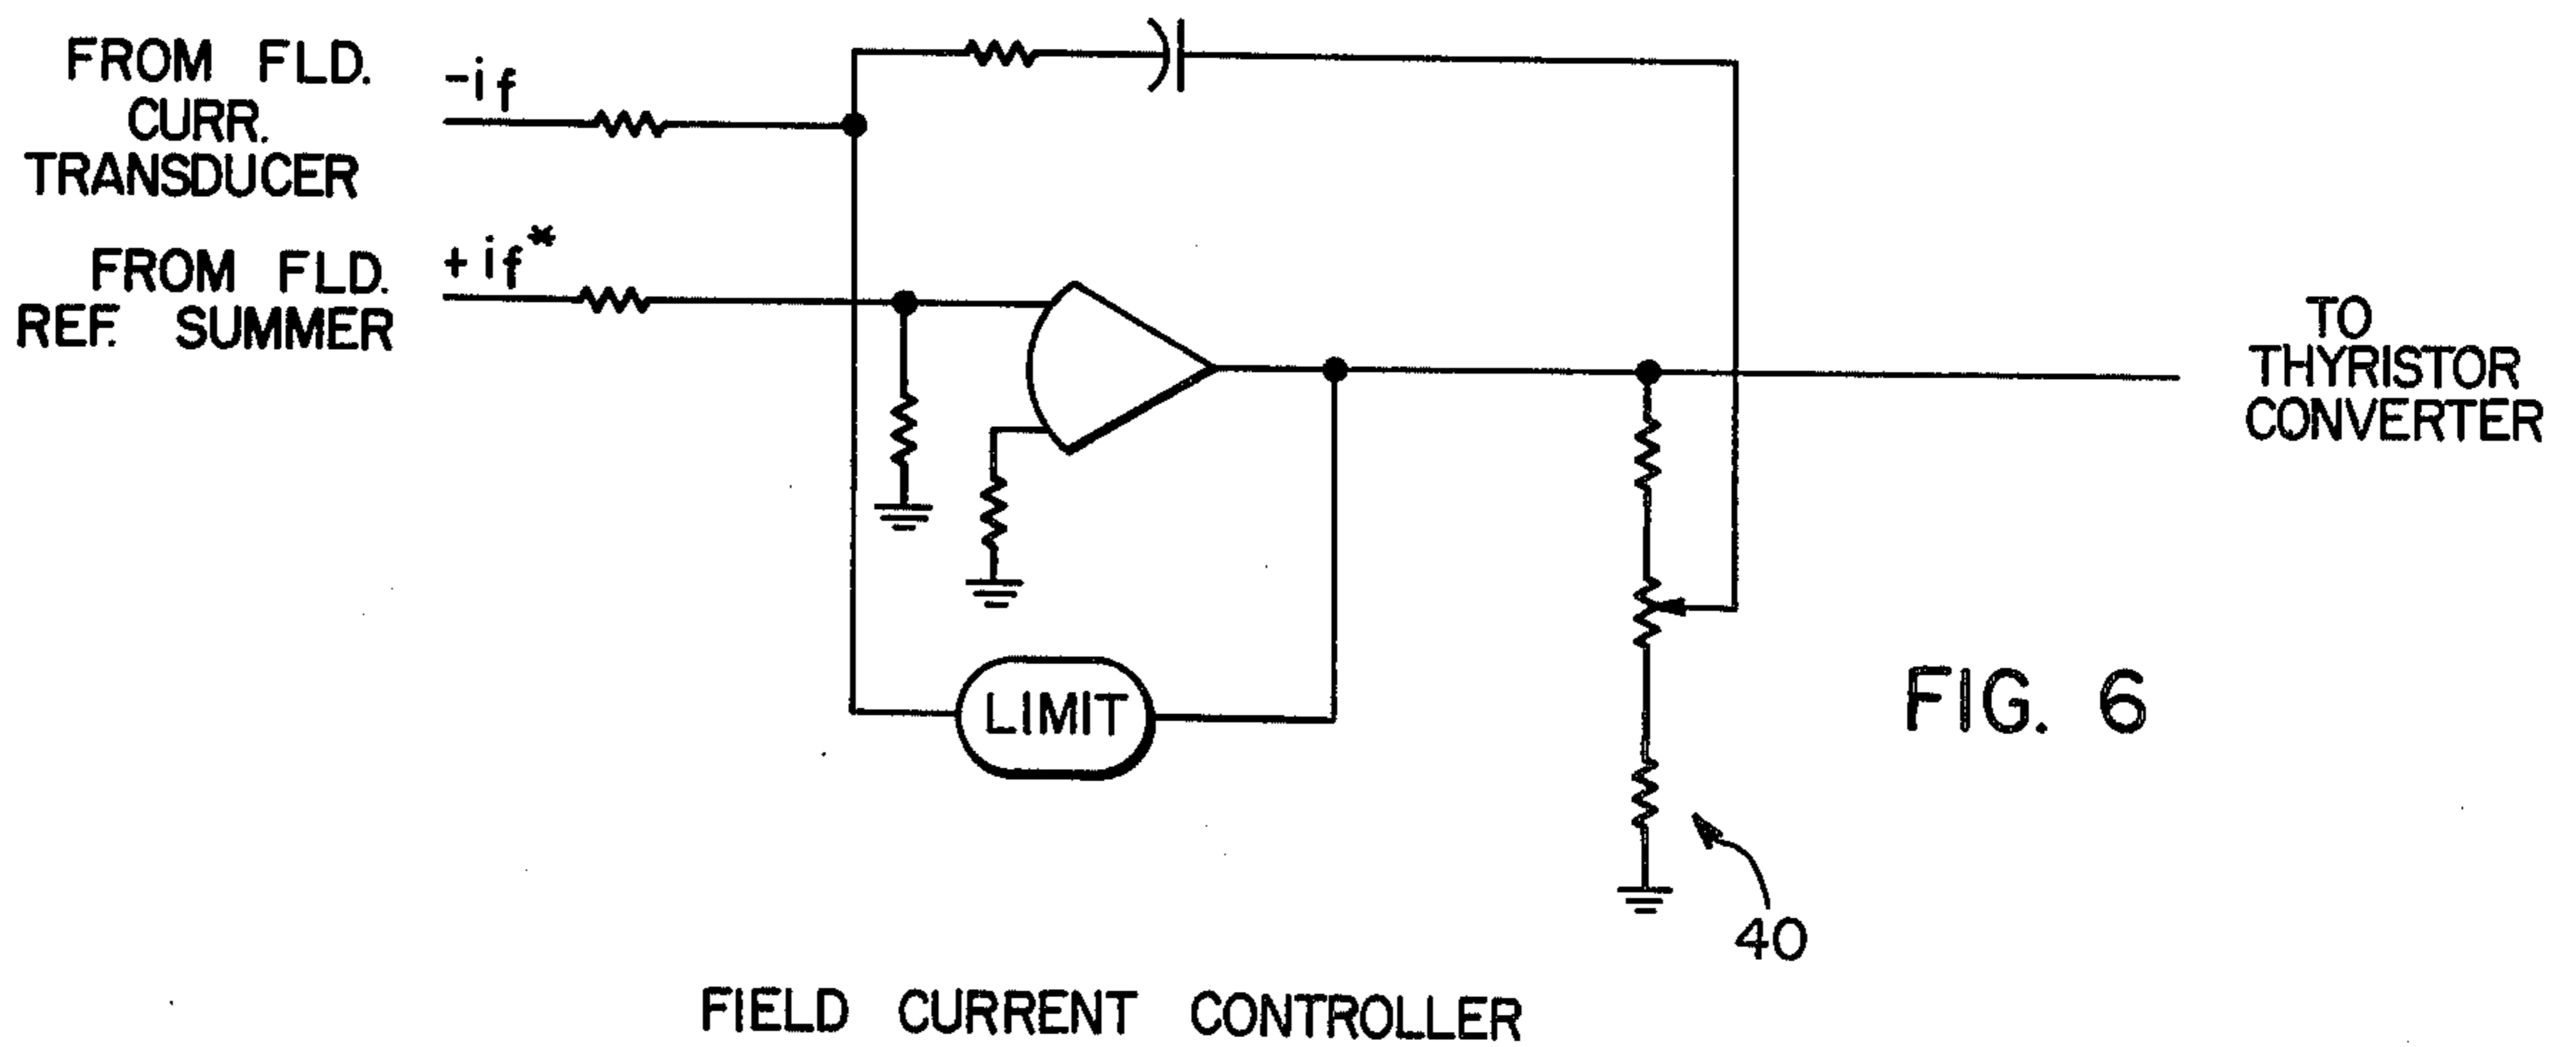 FROM FLD.
CURR.
TRANSDUCER
-if
FROM FLD.
REF. SUMMER
+if*
LIMIT
TO
THYRISTOR
CONVERTER
FIG. 6
40
FIELD CURRENT CONTROLLER